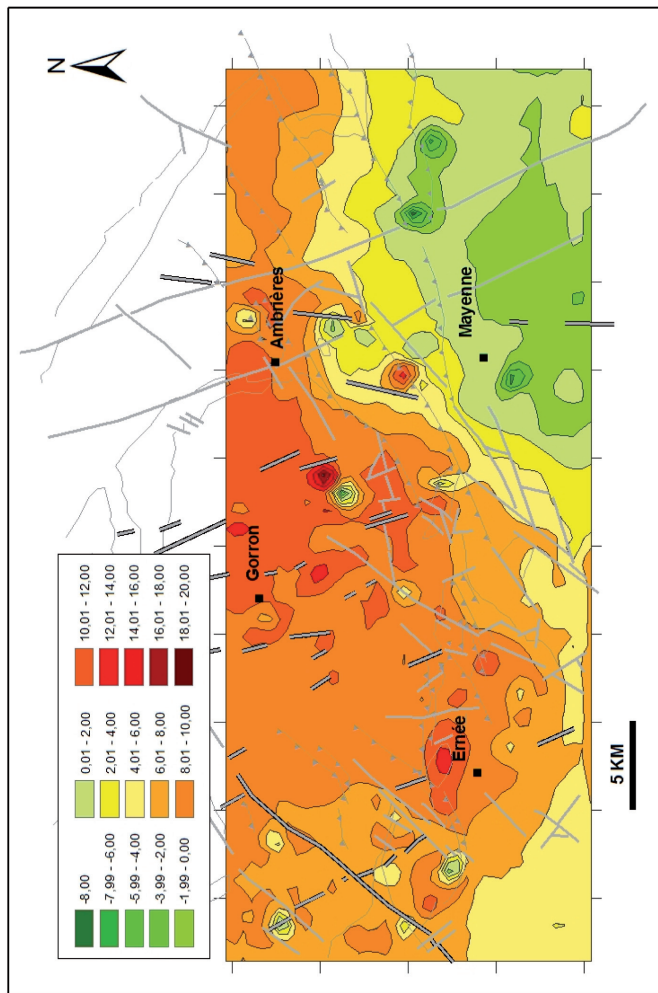 N
-8,00
-7,99 - -6,00
-5,99 - -4,00
-3,99 - -2,00
-1,99 - 0,00
0,01 - 2,00
2,01 - 4,00
4,01 - 6,00
6,01 - 8,00
8,01 - 10,00
10,01 - 12,00
12,01 - 14,00
14,01 - 16,00
16,01 - 18,00
18,01 - 20,00
Gorron
Ambrières
Ernée
Mayenne
5 KM